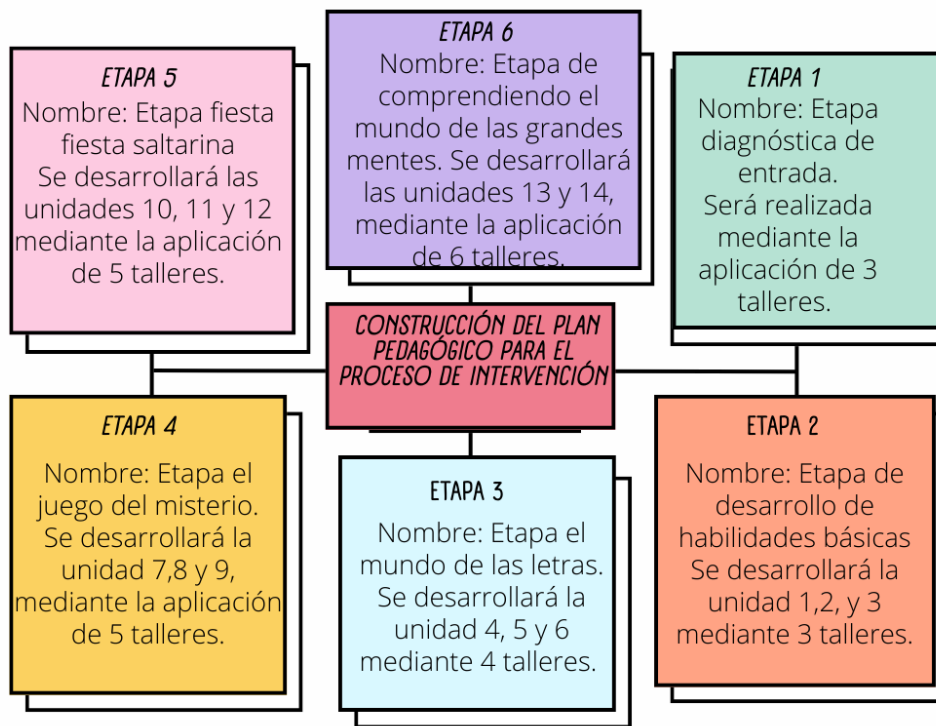 ETAPA 6
Nombre: Etapa de
comprendiendo el
mundo de las grandes
mentes. Se desarrollará
las unidades 13 y 14,
mediante la aplicación
de 6 talleres.
ETAPA 5
Nombre: Etapa fiesta
fiesta saltarina
Se desarrollará las
unidades 10, 11 y 12
mediante la aplicación
de 5 talleres.
ETAPA 1
Nombre: Etapa
diagnóstica de
entrada.
Será realizada
mediante la
aplicación de 3
talleres.
CONSTRUCCIÓN DEL PLAN
PEDAGÓGICO PARA EL
PROCESO DE INTERVENCIÓN
ETAPA 4
Nombre: Etapa el
juego del misterio.
Se desarrollará la
unidad 7,8 y 9,
mediante la aplicación
de 5 talleres.
ETAPA 3
Nombre: Etapa el
mundo de las letras.
Se desarrollará la
unidad 4, 5 y 6
mediante 4 talleres.
ETAPA 2
Nombre: Etapa de
desarrollo de
habilidades básicas
Se desarrollará la
unidad 1,2, y 3
mediante 3 talleres.